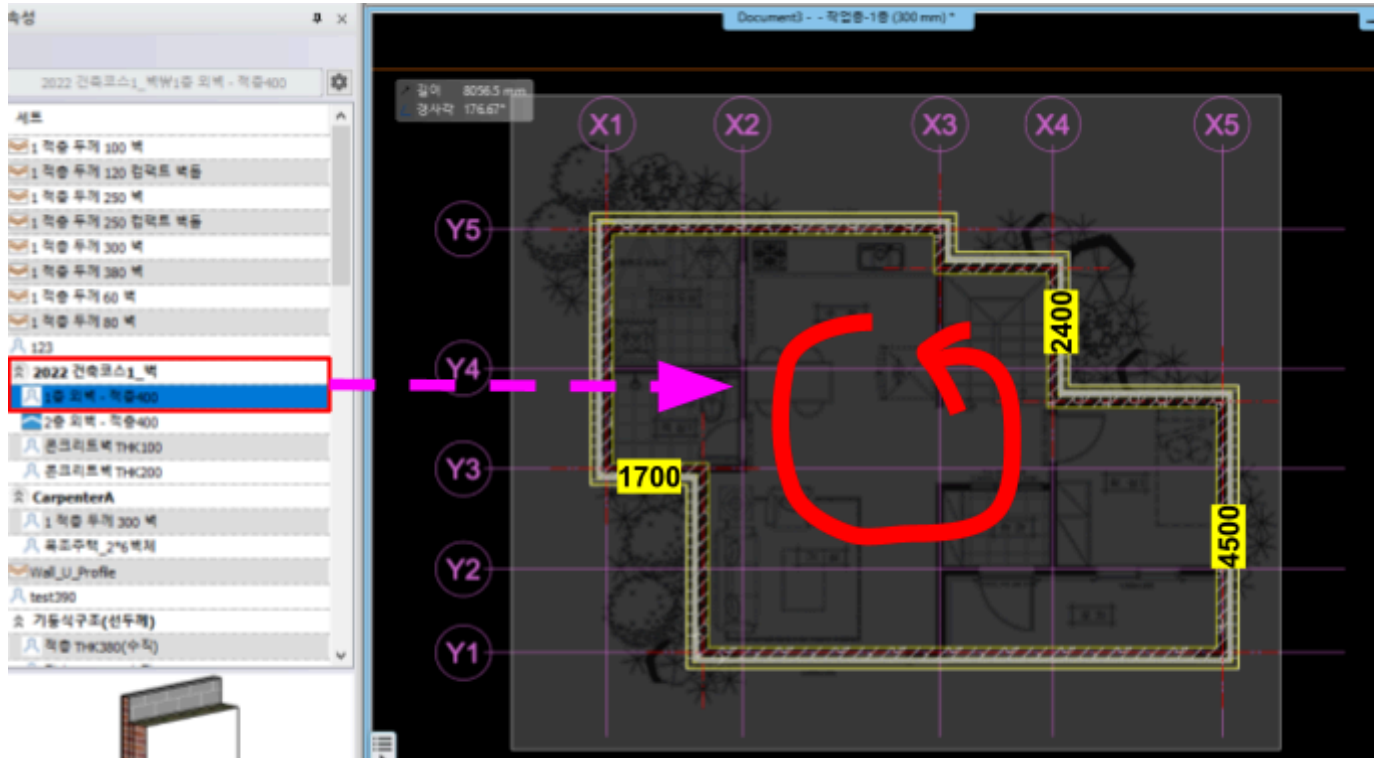 속성
Document3 - - 작업층-1층 (300 mm) *
2022 건축코스1_벽₩1층 외벽 - 적층400
길이 8056.5 mm
경사각 176.67°
세트
1 적층 두께 100 벽
1 적층 두께 120 컴팩트 벽돌
1 적층 두께 250 벽
1 적층 두께 250 컴팩트 벽돌
1 적층 두께 300 벽
1 적층 두께 380 벽
1 적층 두께 60 벽
1 적층 두께 80 벽
123
2022 건축코스1_벽
1층 외벽 - 적층400
2층 외벽 - 적층400
콘크리트벽 THK100
콘크리트벽 THK200
CarpenterA
1 적층 두께 300 벽
목조주택_2*6벽체
Wall_U_Profile
test390
기둥식구조(선두께)
적층 THK380(수직)
X1 X2 X3 X4 X5
Y5
2400
Y4
Y3
1700
4500
Y2
Y1